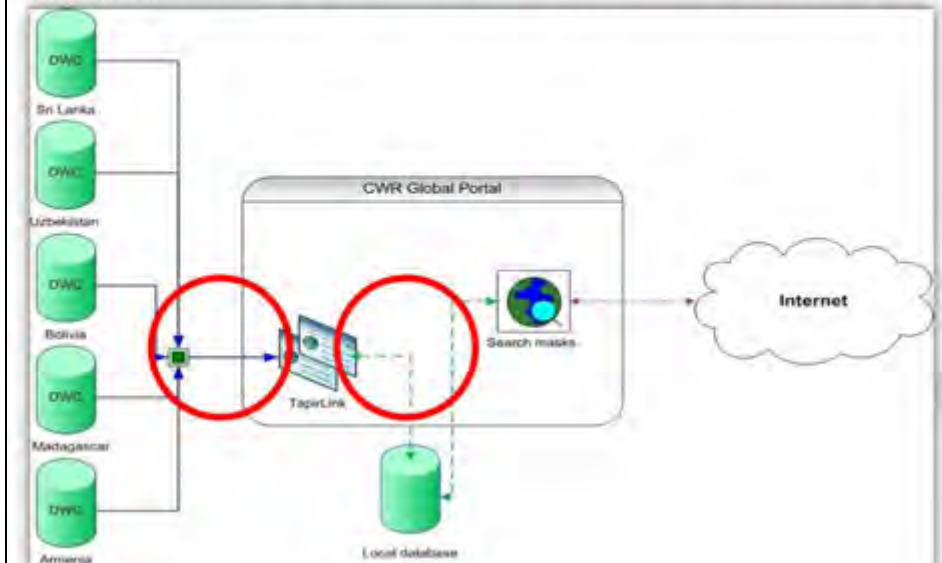 DWC
Sri Lanka
DWC
Uzbekistan
DWC
Bolivia
DWC
Madagascar
DWC
Armenia
CWR Global Portal
TapirLink
Search masks
Local database
Internet